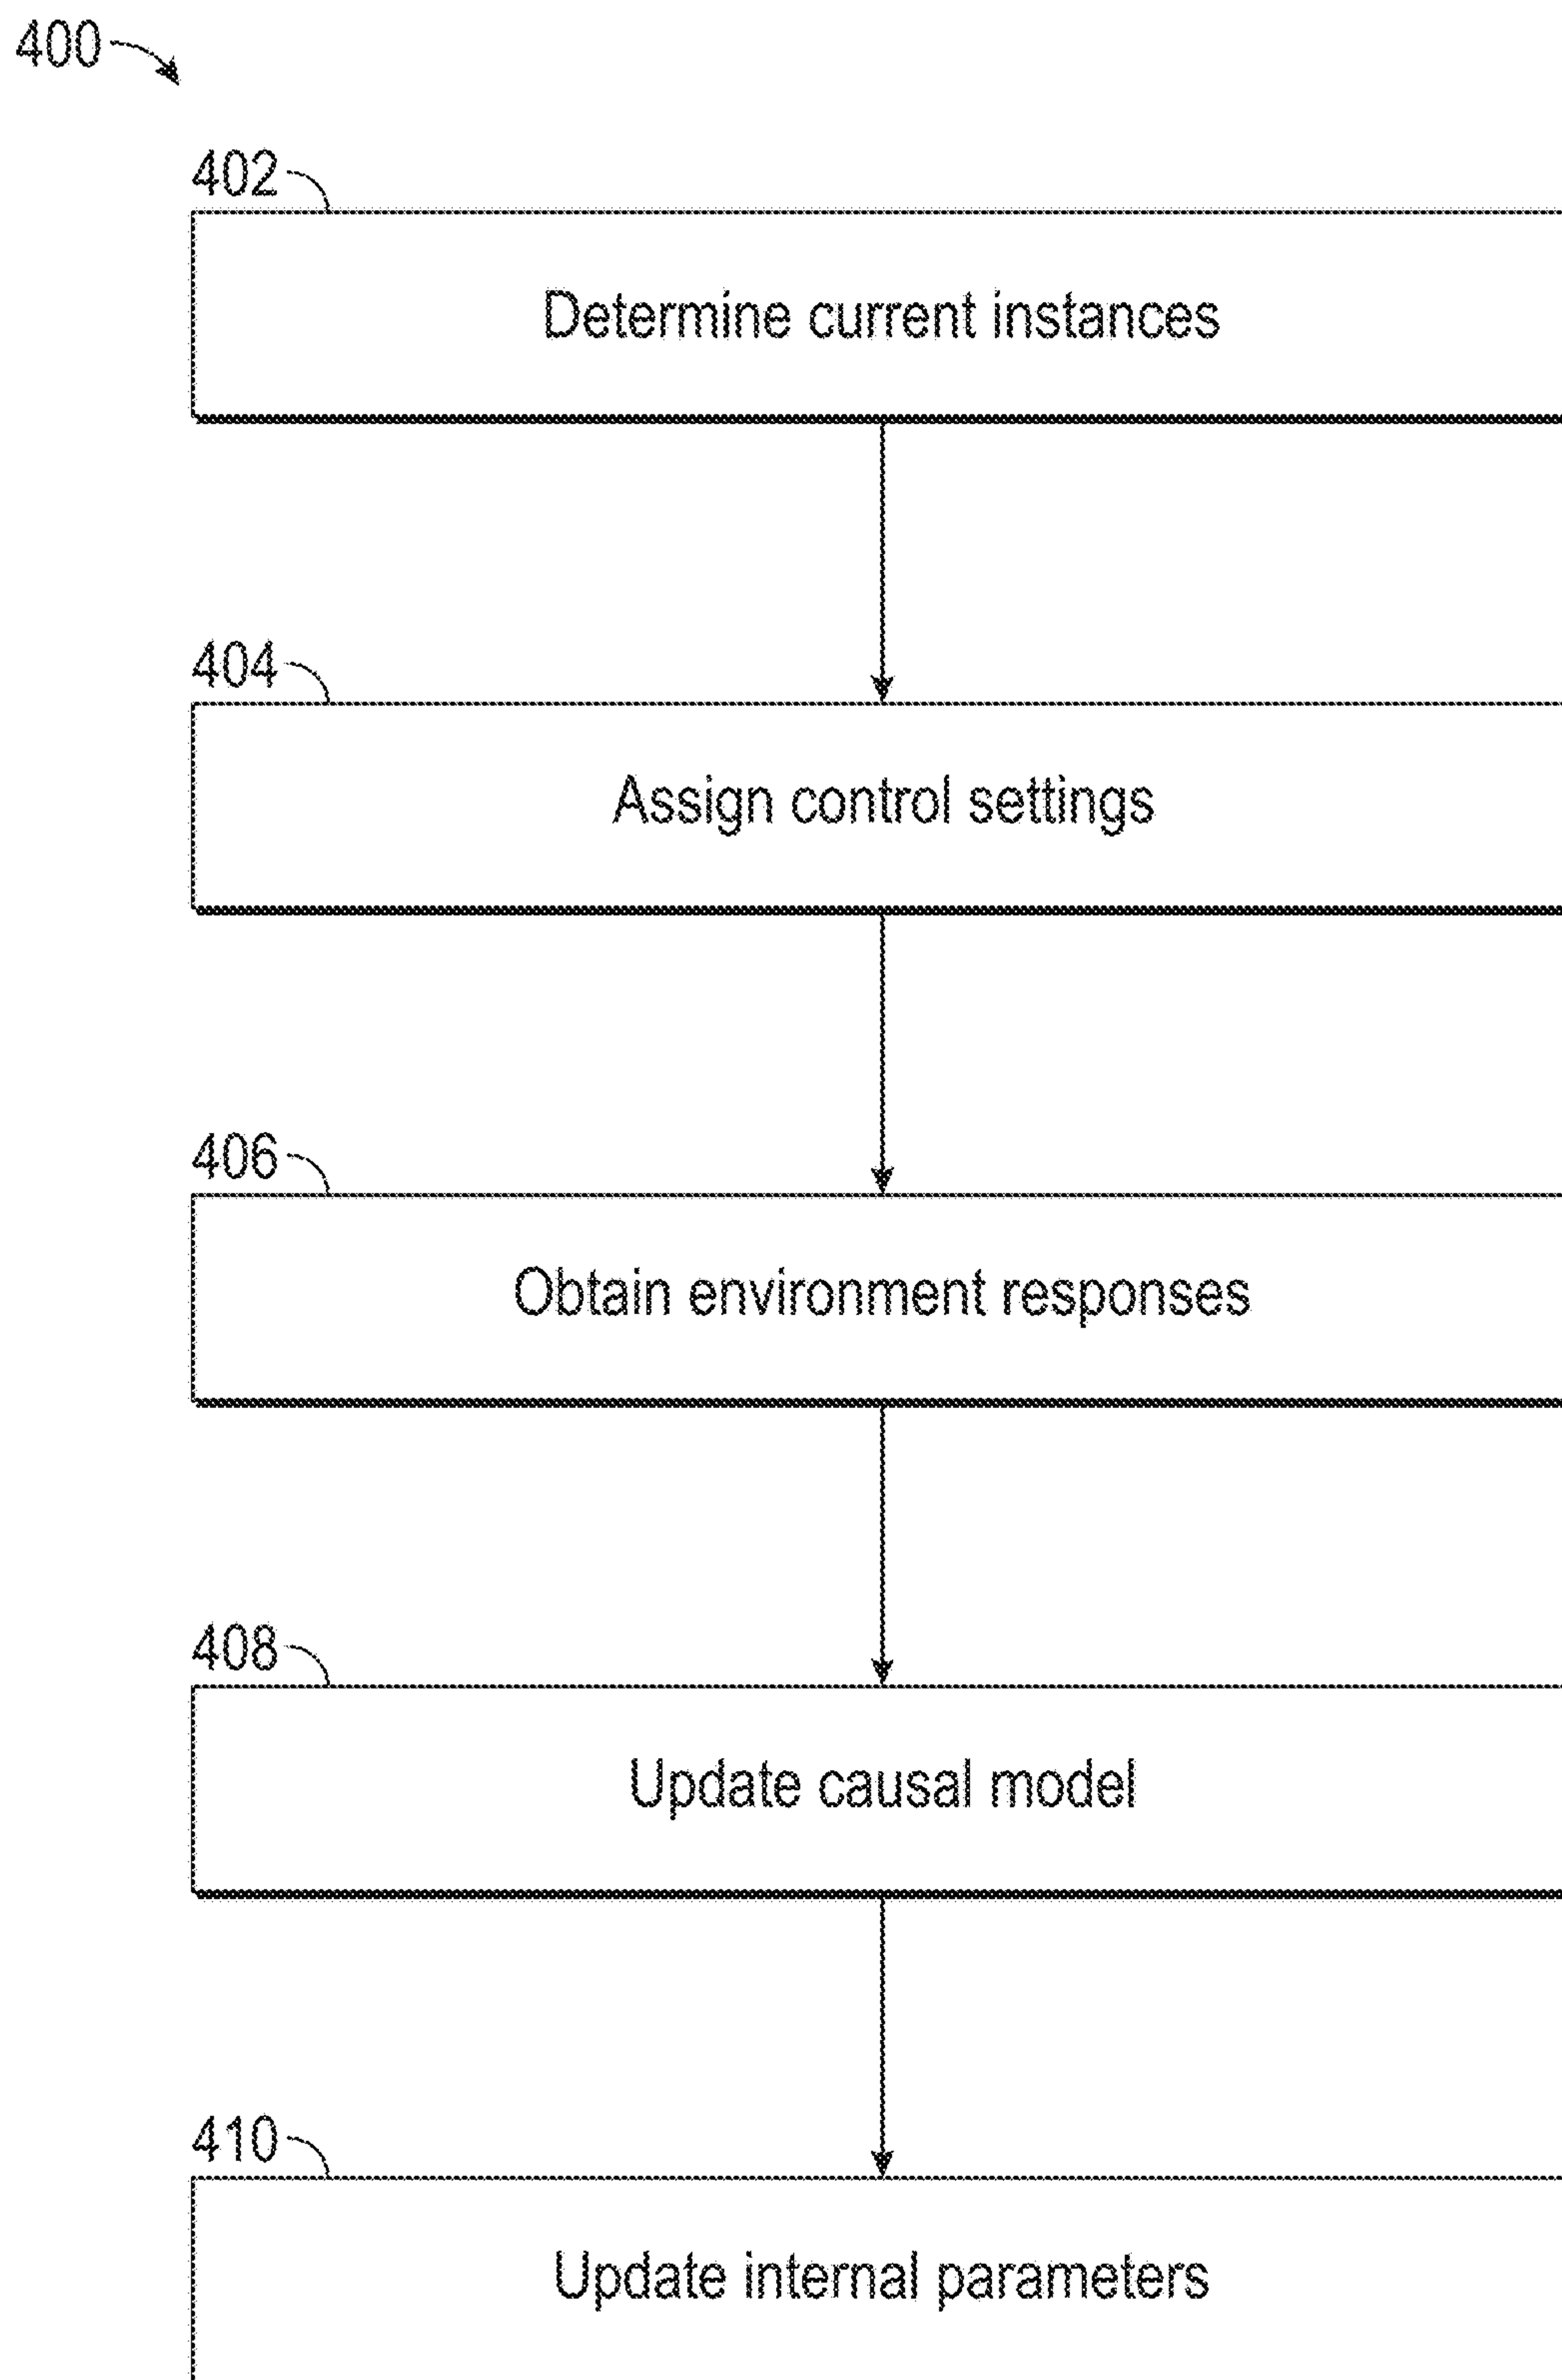 400
402
Determine current instances
404
Assign control settings
406
Obtain environment responses
408
Update causal model
410
Update internal parameters